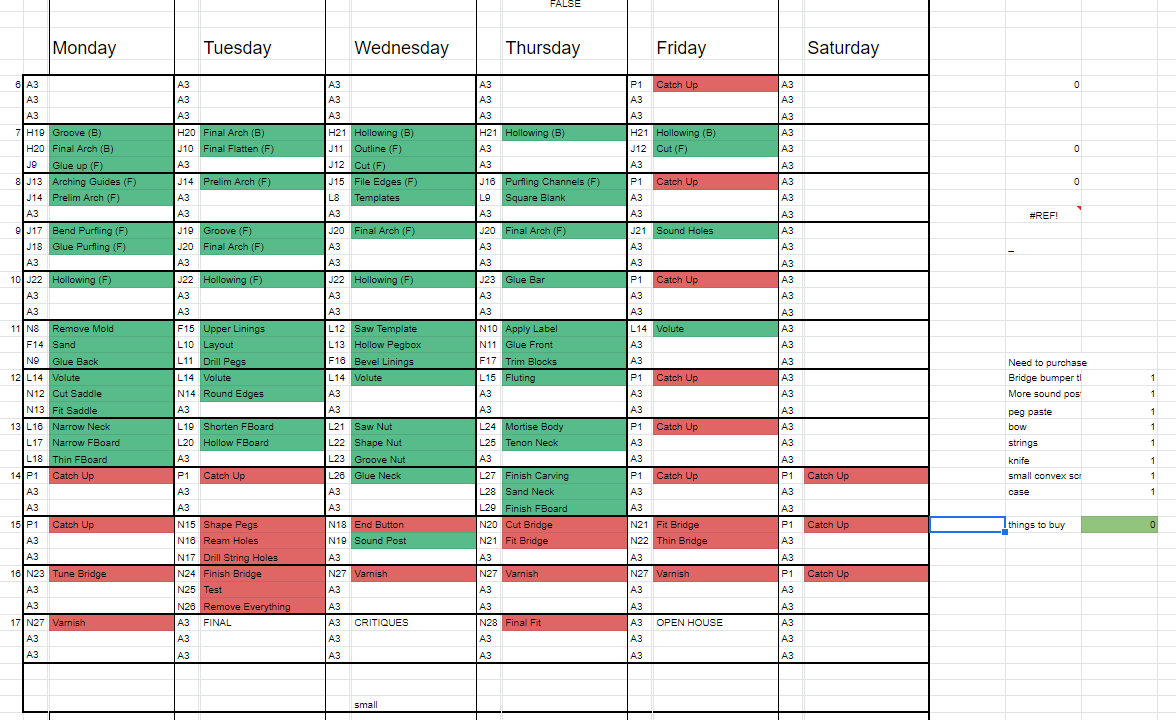 FALSE
Monday Tuesday Wednesday Thursday Friday Saturday
6 A3 A3 A3 A3 P1 Catch Up A3 0
A3 A3 A3 A3 A3 A3
A3 A3 A3 A3 A3 A3
7 H19 Groove (B) H20 Final Arch (B) H21 Hollowing (B) H21 Hollowing (B) H21 Hollowing (B) A3
H20 Final Arch (B) J10 Final Flatten (F) J11 Outline (F) A3 J12 Cut (F) A3 0
J9 Glue up (F) A3 J12 Cut (F) A3 A3 A3
8 J13 Arching Guides (F) J14 Prelim Arch (F) J15 File Edges (F) J16 Purfling Channels (F) P1 Catch Up A3 0
J14 Prelim Arch (F) A3 L8 Templates L9 Square Blank A3 A3
A3 A3 A3 A3 A3 A3 #REF!
9 J17 Bend Purfling (F) J19 Groove (F) J20 Final Arch (F) J20 Final Arch (F) J21 Sound Holes A3
J18 Glue Purfling (F) J20 Final Arch (F) A3 A3 A3 A3 _
A3 A3 A3 A3 A3 A3
10 J22 Hollowing (F) J22 Hollowing (F) J22 Hollowing (F) J23 Glue Bar P1 Catch Up A3
A3 A3 A3 A3 A3 A3
A3 A3 A3 A3 A3 A3
11 N8 Remove Mold F15 Upper Linings L12 Saw Template N10 Apply Label L14 Volute A3
F14 Sand L10 Layout L13 Hollow Pegbox N11 Glue Front A3 A3
N9 Glue Back L11 Drill Pegs F16 Bevel Linings F17 Trim Blocks A3 A3 Need to purchase
12 L14 Volute L14 Volute L14 Volute L15 Fluting P1 Catch Up A3 Bridge bumper 1
N12 Cut Saddle N14 Round Edges A3 A3 A3 A3 More sound post 1
N13 Fit Saddle A3 A3 A3 A3 A3 peg paste 1
13 L16 Narrow Neck L19 Shorten FBoard L21 Saw Nut L24 Mortise Body P1 Catch Up A3 bow 1
L17 Narrow FBoard L20 Hollow FBoard L22 Shape Nut L25 Tenon Neck A3 A3 strings 1
L18 Thin FBoard A3 L23 Groove Nut A3 A3 A3 knife 1
14 P1 Catch Up P1 Catch Up L26 Glue Neck L27 Finish Carving P1 Catch Up P1 Catch Up small convex scr 1
A3 A3 A3 L28 Sand Neck A3 A3 case 1
A3 A3 A3 L29 Finish FBoard A3 A3
15 P1 Catch Up N15 Shape Pegs N18 End Button N20 Cut Bridge N21 Fit Bridge P1 Catch Up things to buy 0
A3 N16 Ream Holes N19 Sound Post N21 Fit Bridge N22 Thin Bridge A3
A3 N17 Drill String Holes A3 A3 A3 A3
16 N23 Tune Bridge N24 Finish Bridge N27 Varnish N27 Varnish N27 Varnish P1 Catch Up
A3 N25 Test A3 A3 A3 A3
A3 N26 Remove Everything A3 A3 A3 A3
17 N27 Varnish A3 FINAL A3 CRITIQUES N28 Final Fit A3 OPEN HOUSE A3
A3 A3 A3 A3 A3 A3
A3 A3 A3 A3 A3 A3
small